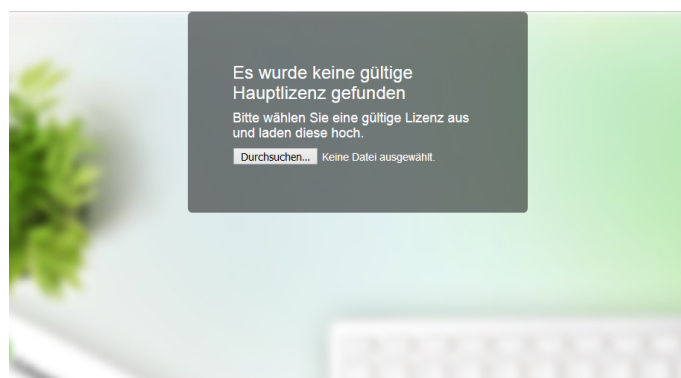 Es wurde keine gültige
Hauptlizenz gefunden
Bitte wählen Sie eine gültige Lizenz aus
und laden diese hoch.
Durchsuchen... Keine Datei ausgewählt.